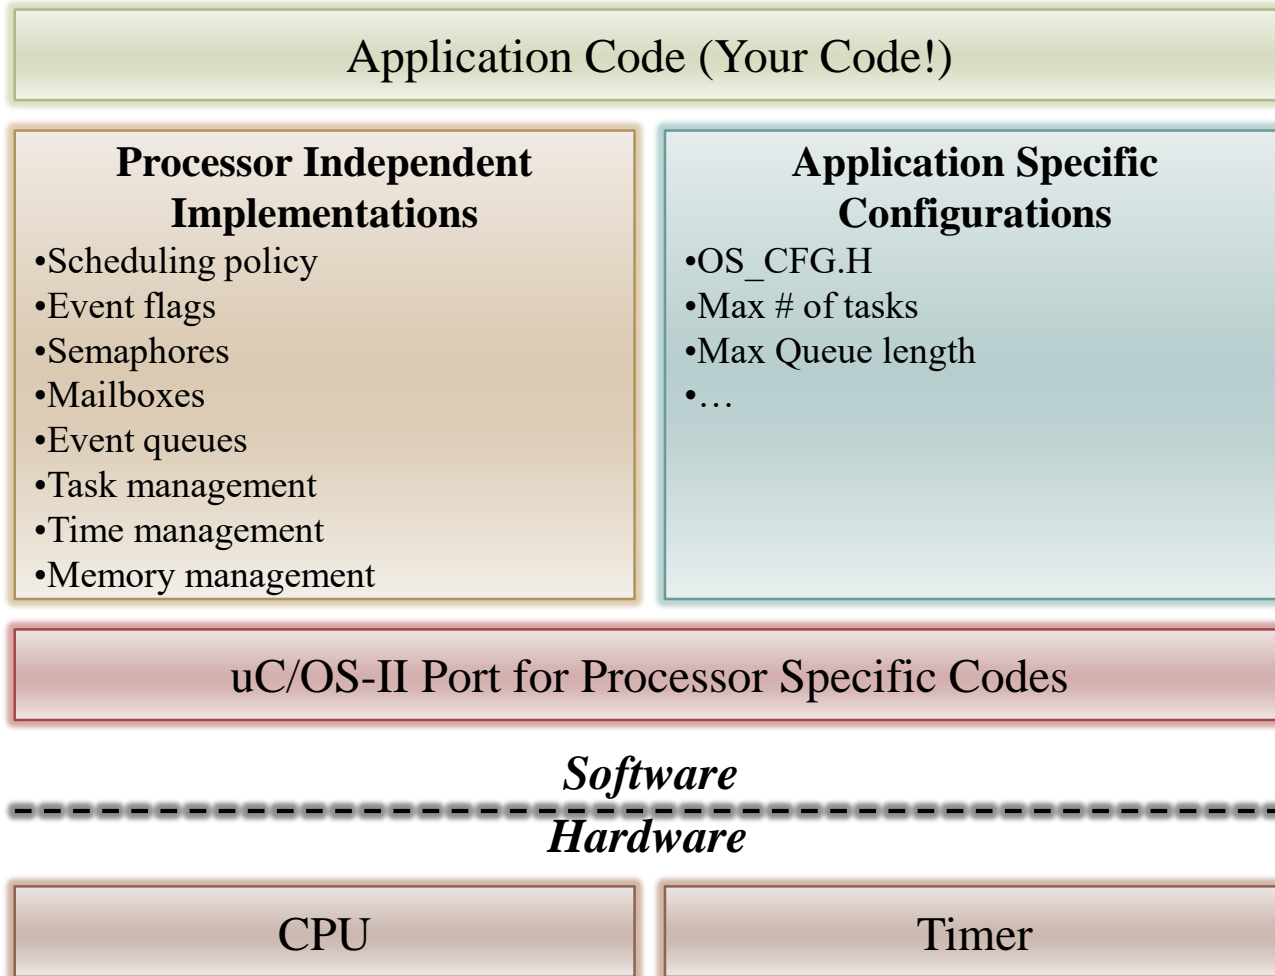 Application Code (Your Code!)
Processor Independent
Implementations
•Scheduling policy
•Event flags
•Semaphores
•Mailboxes
•Event queues
•Task management
•Time management
•Memory management
Application Specific
Configurations
•OS_CFG.H
•Max # of tasks
•Max Queue length
•…
uC/OS-II Port for Processor Specific Codes
Software
Hardware
CPU
Timer